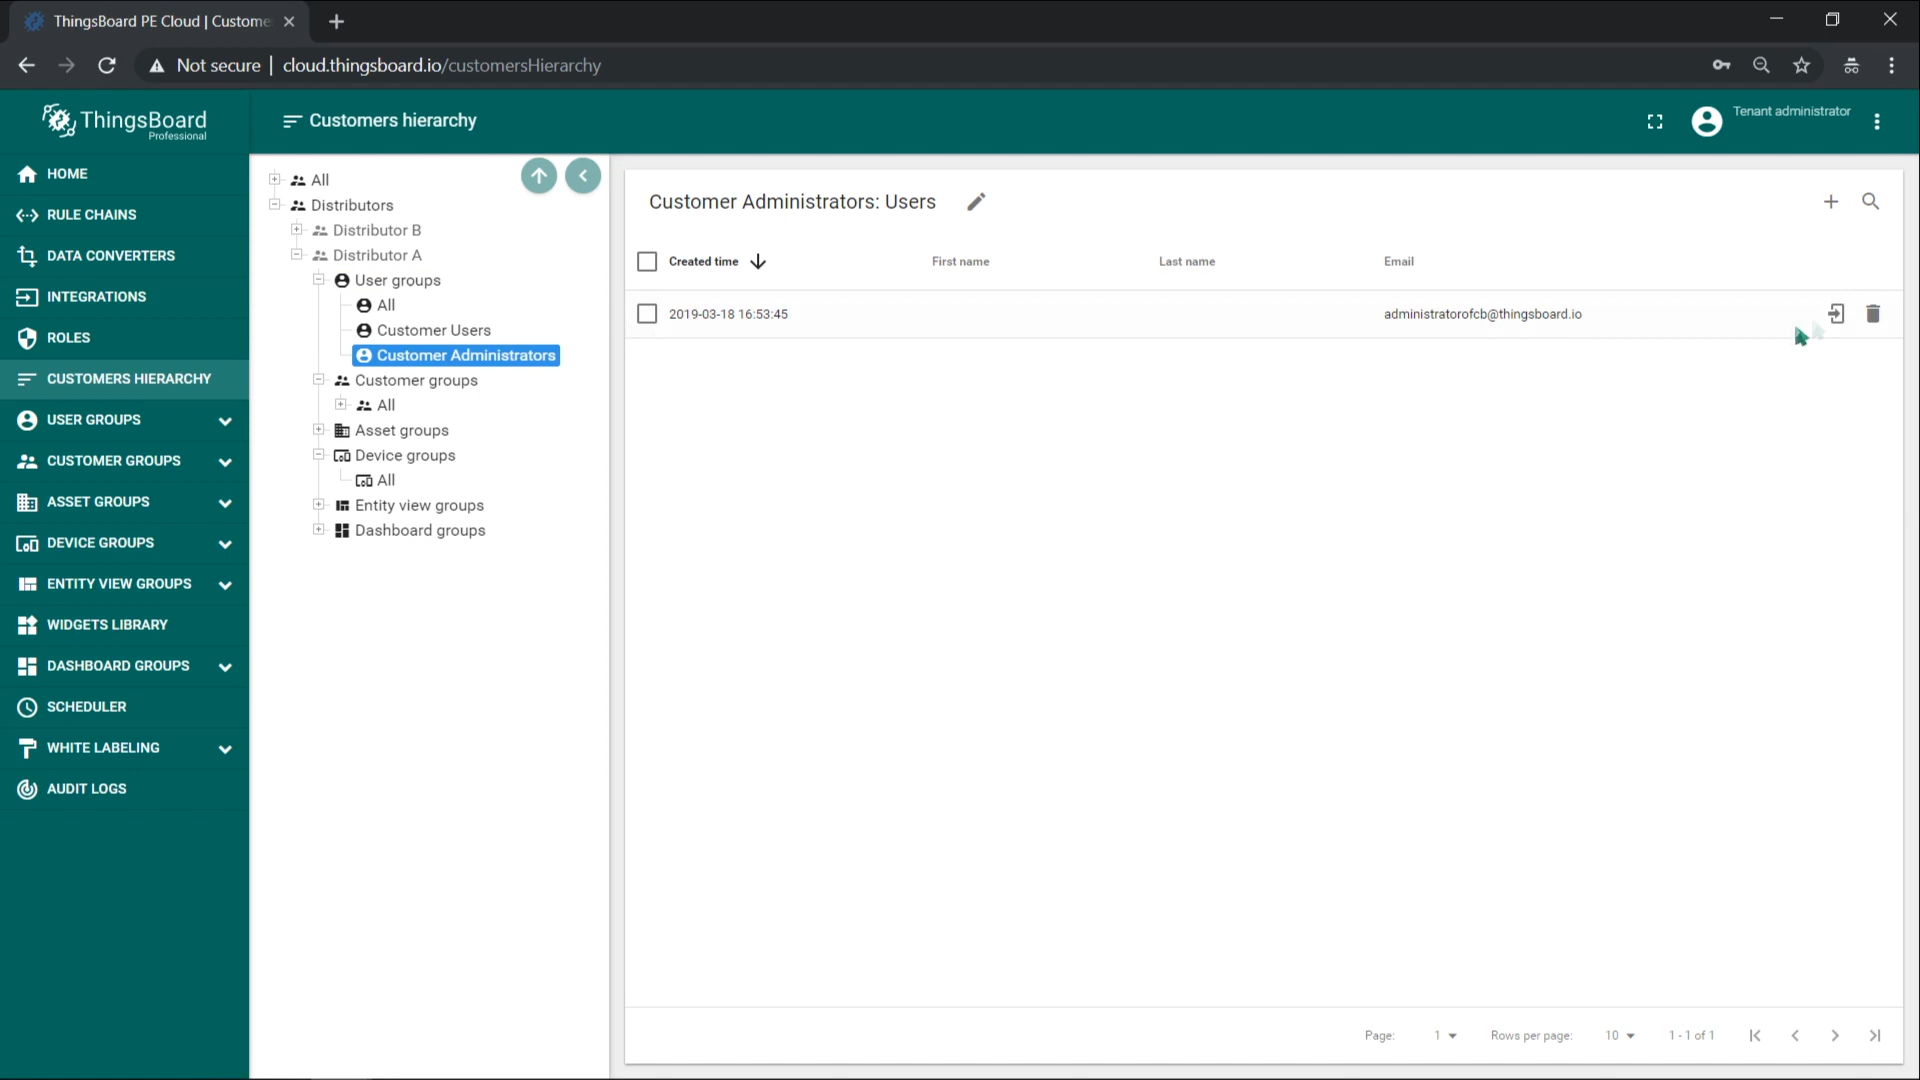 ThingsBoard PE Cloud | Custome
Not secure | cloud.thingsboard.io/customersHierarchy
ThingsBoard
Professional
Customers hierarchy
Tenant administrator
HOME
RULE CHAINS
DATA CONVERTERS
INTEGRATIONS
ROLES
CUSTOMERS HIERARCHY
USER GROUPS
CUSTOMER GROUPS
ASSET GROUPS
DEVICE GROUPS
ENTITY VIEW GROUPS
WIDGETS LIBRARY
DASHBOARD GROUPS
SCHEDULER
WHITE LABELING
AUDIT LOGS
All
Distributors
Distributor B
Distributor A
User groups
All
Customer Users
Customer Administrators
Customer groups
All
Asset groups
Device groups
All
Entity view groups
Dashboard groups
Customer Administrators: Users
Created time First name Last name Email
2019-03-18 16:53:45 administratorofcb@thingsboard.io
Page: 1 Rows per page: 10 1 - 1 of 1